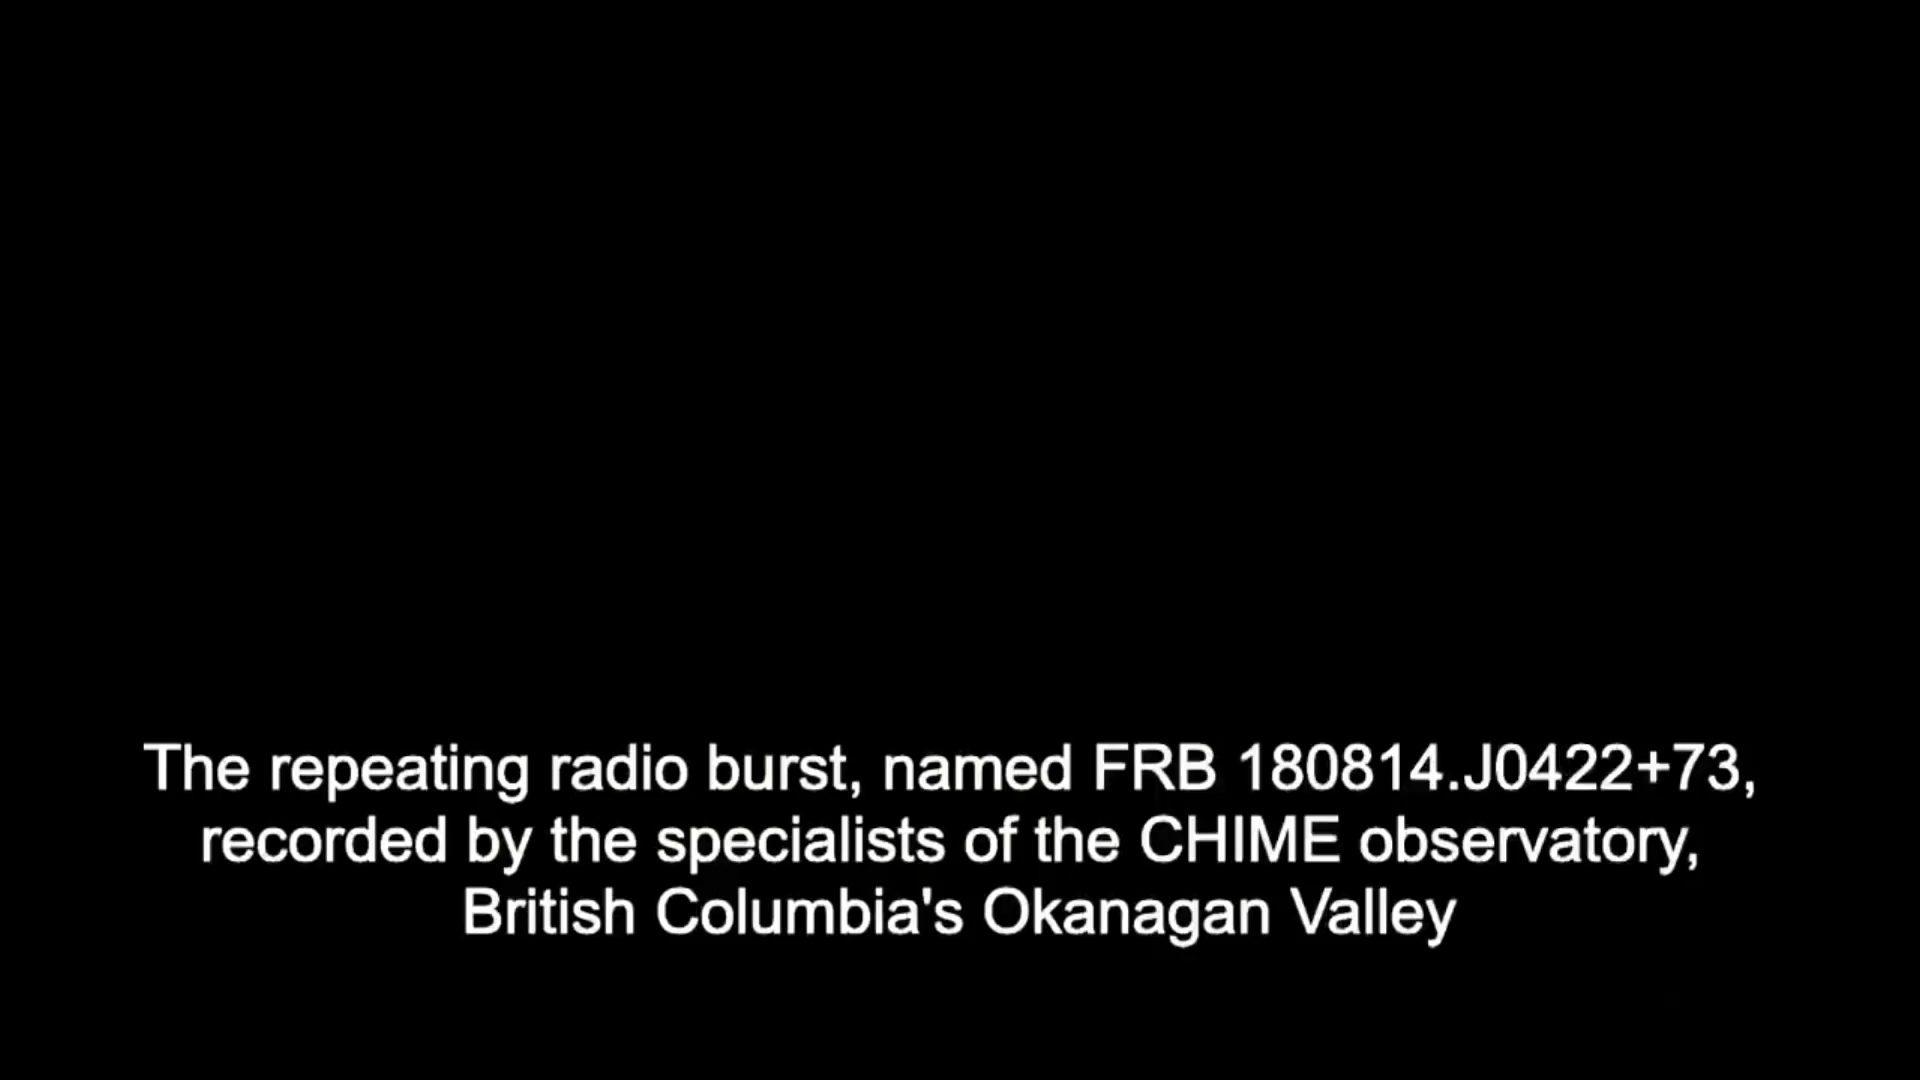 The repeating radio burst, named FRB 180814.J0422+73,
recorded by the specialists of the CHIME observatory,
British Columbia's Okanagan Valley